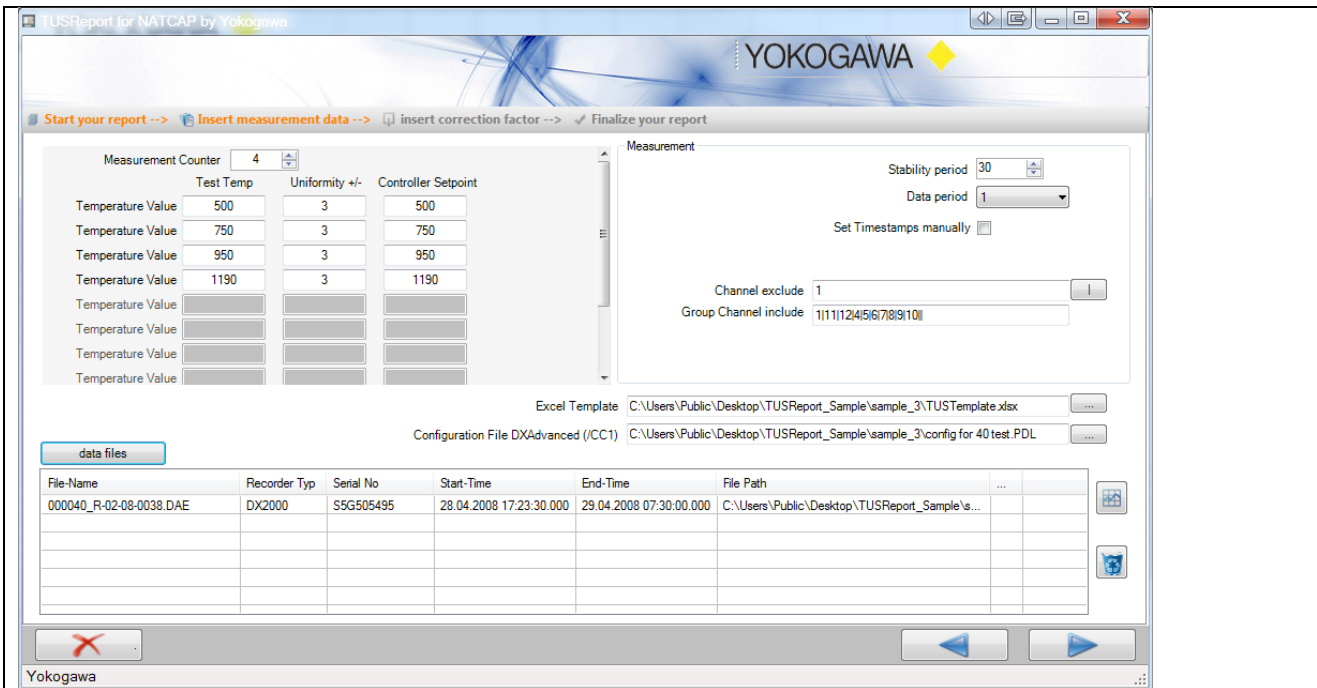 TUSReport for NATCAP by Yokogawa
YOKOGAWA
Start your report --> Insert measurement data --> insert correction factor --> Finalize your report
Measurement Counter 4
Test Temp Uniformity +/- Controller Setpoint
Temperature Value 500 3 500
Temperature Value 750 3 750
Temperature Value 950 3 950
Temperature Value 1190 3 1190
Temperature Value
Temperature Value
Temperature Value
Temperature Value
Measurement
Stability period 30
Data period 1
Set Timestamps manually
Channel exclude 1 |
Group Channel include 1|11|12|4|5|6|7|8|9|10||
Excel Template C:\Users\Public\Desktop\TUSReport_Sample\sample_3\TUSTemplate.xlsx ...
Configuration File DXAdvanced (/CC1) C:\Users\Public\Desktop\TUSReport_Sample\sample_3\config for 40 test.PDL ...
data files
File-Name Recorder Typ Serial No Start-Time End-Time File Path ...
000040_R-02-08-0038.DAE DX2000 S5G505495 28.04.2008 17:23:30.000 29.04.2008 07:30:00.000 C:\Users\Public\Desktop\TUSReport_Sample\s...
Yokogawa